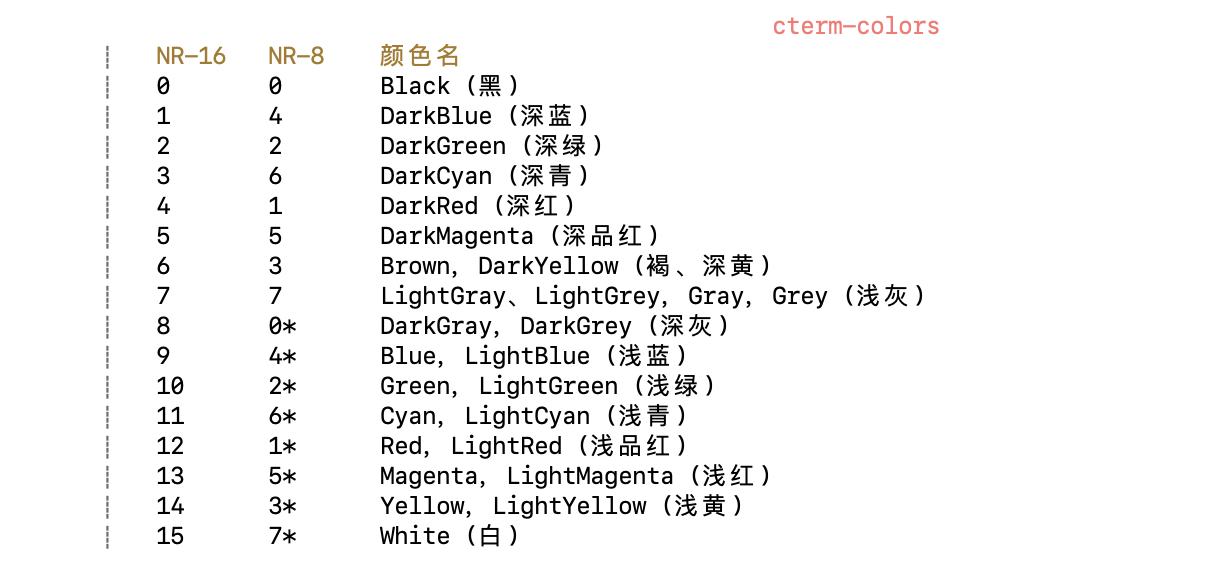 cterm-colors
NR-16 NR-8 颜色名
0 0 Black (黑)
1 4 DarkBlue (深蓝)
2 2 DarkGreen (深绿)
3 6 DarkCyan (深青)
4 1 DarkRed (深红)
5 5 DarkMagenta (深品红)
6 3 Brown, DarkYellow (褐、深黄)
7 7 LightGray、LightGrey, Gray, Grey (浅灰)
8 0* DarkGray, DarkGrey (深灰)
9 4* Blue, LightBlue (浅蓝)
10 2* Green, LightGreen (浅绿)
11 6* Cyan, LightCyan (浅青)
12 1* Red, LightRed (浅品红)
13 5* Magenta, LightMagenta (浅红)
14 3* Yellow, LightYellow (浅黄)
15 7* White (白)